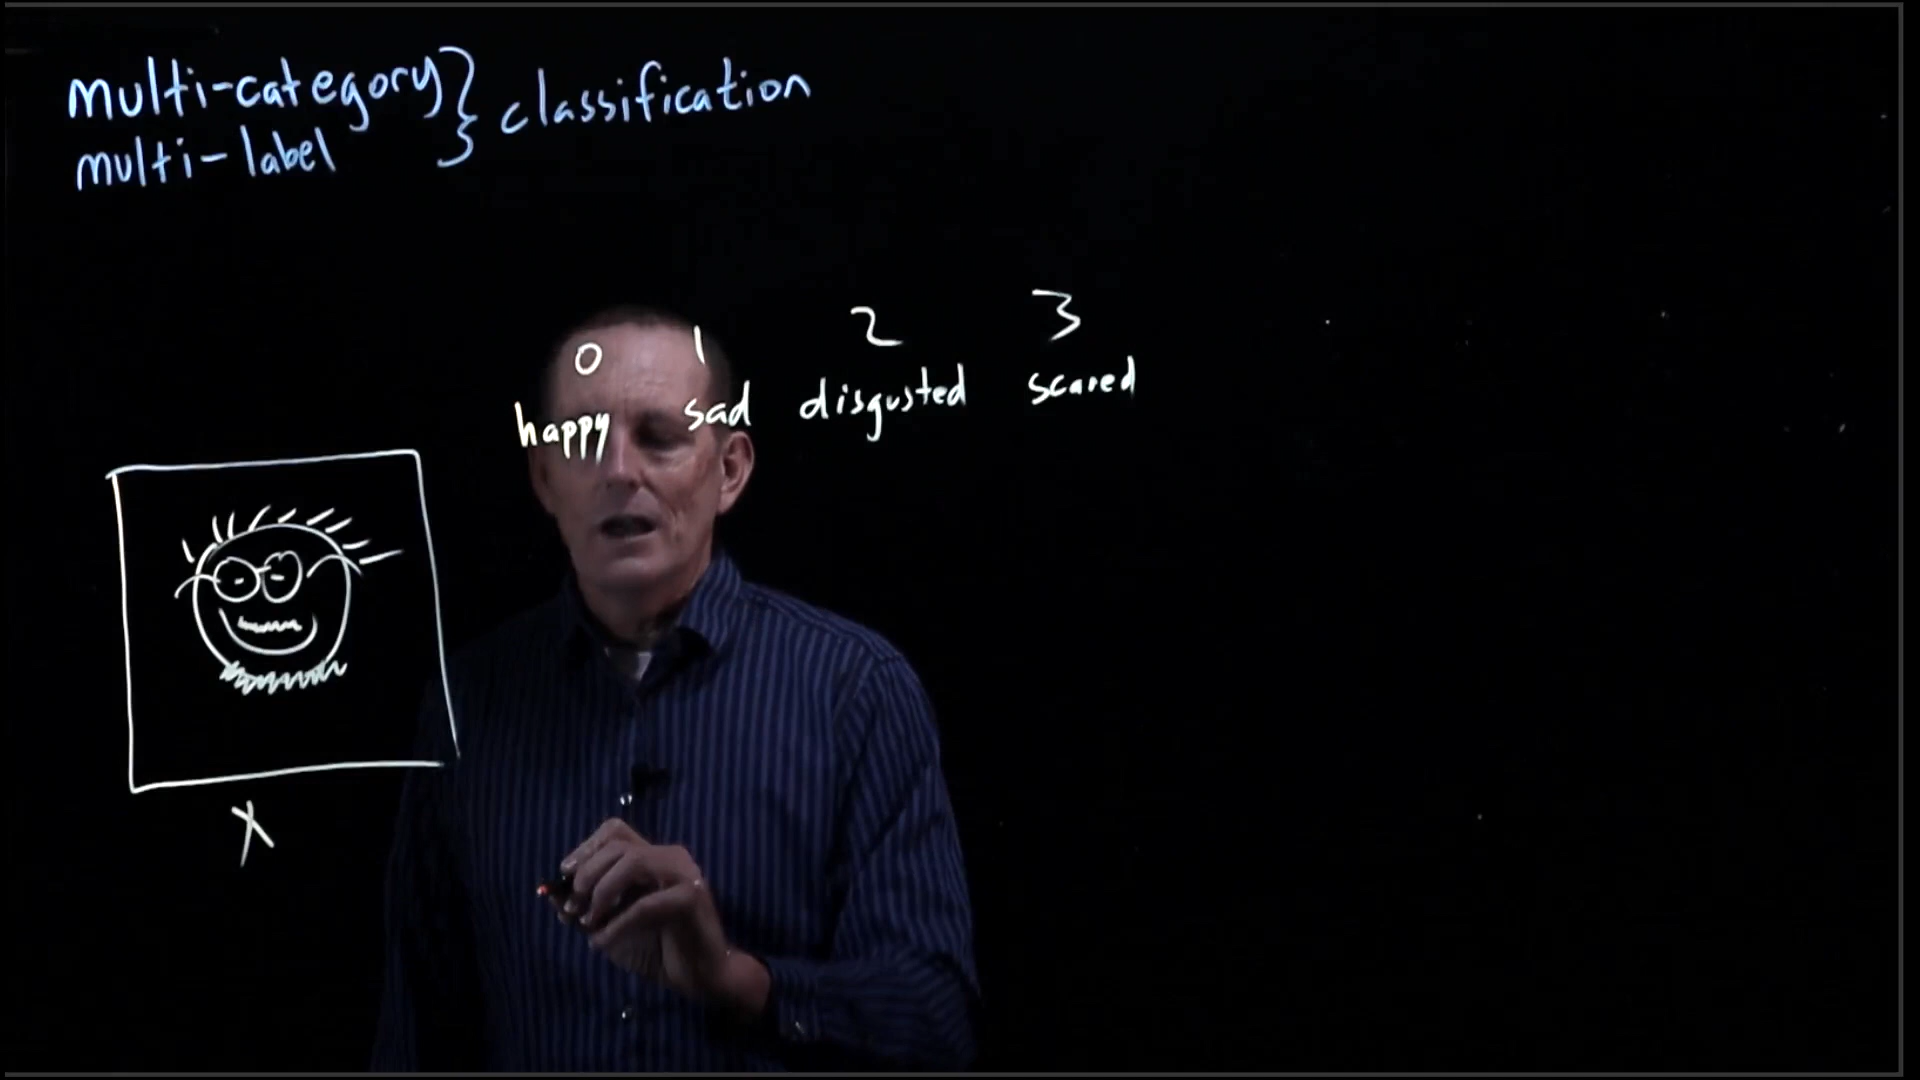 multi-category } classification
multi-label
0 1 2 3
happy sad disgusted scared
X